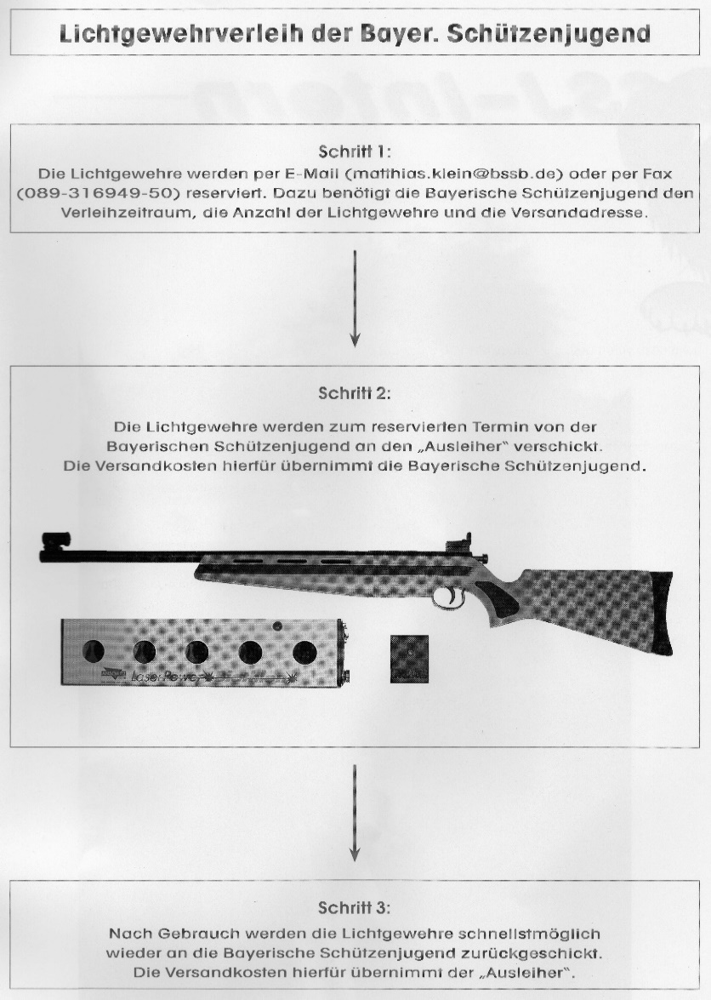 Lichtgewehrverleih der Bayer. Schützenjugend
Schritt 1:
Die Lichtgewehre werden per E-Mail (matthias.klein@bssb.de) oder per Fax
(089-316949-50) reserviert. Dazu benötigt die Bayerische Schützenjugend den
Verleihzeitraum, die Anzahl der Lichtgewehre und die Versandadresse.
Schritt 2:
Die Lichtgewehre werden zum reservierten Termin von der
Bayerischen Schützenjugend an den „Ausleiher“ verschickt.
Die Versandkosten hierfür übernimmt die Bayerische Schützenjugend.
Laser Power
Schritt 3:
Nach Gebrauch werden die Lichtgewehre schnellstmöglich
wieder an die Bayerische Schützenjugend zurückgeschickt.
Die Versandkosten hierfür übernimmt der „Ausleiher“.